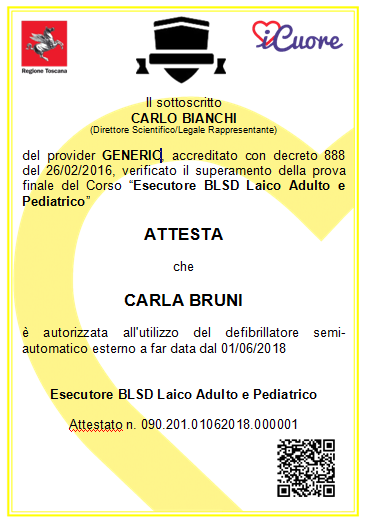 iCuore
Regione Toscana
Il sottoscritto
CARLO BIANCHI
(Direttore Scientifico/Legale Rappresentante)
del provider GENERIC, accreditato con decreto 888
del 26/02/2016, verificato il superamento della prova
finale del Corso “Esecutore BLSD Laico Adulto e
Pediatrico”
ATTESTA
che
CARLA BRUNI
è autorizzata all'utilizzo del defibrillatore semi-
automatico esterno a far data dal 01/06/2018
Esecutore BLSD Laico Adulto e Pediatrico
Attestato n. 090.201.01062018.000001